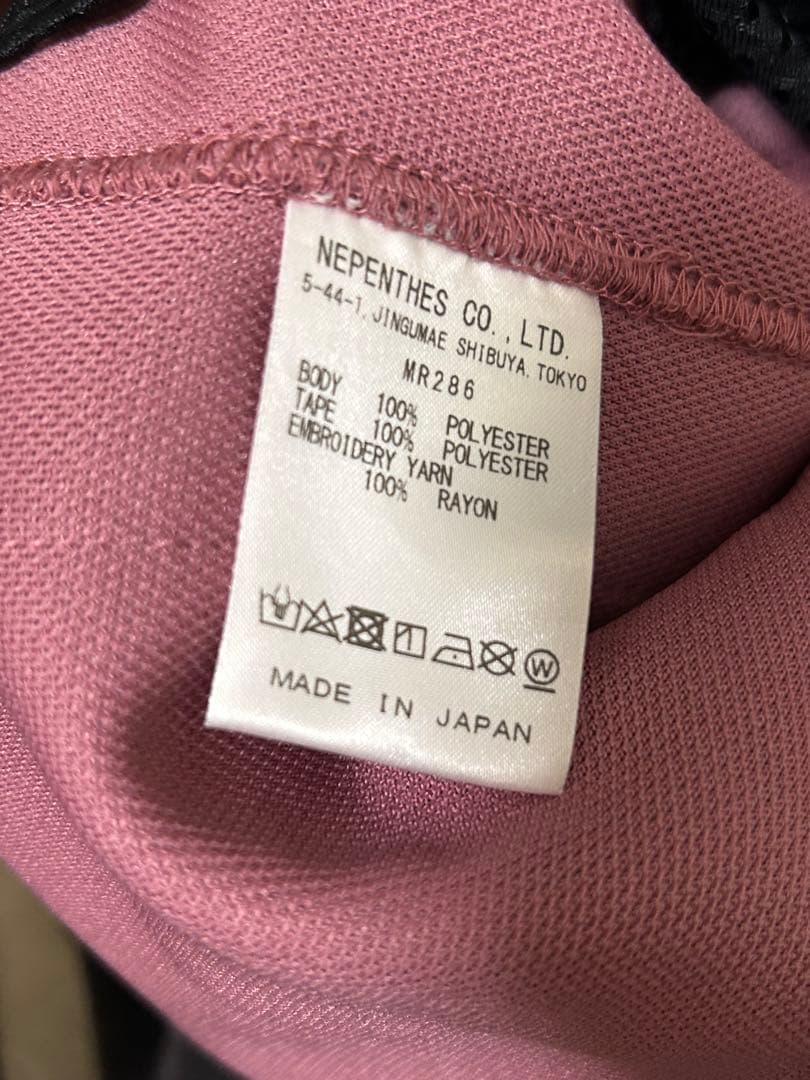 NEPENTHES CO.,LTD.
5-44-1, JINGUMAE SHIBUYA, TOKYO
MR286
BODY 100% POLYESTER
TAPE 100% POLYESTER
EMBROIDERY YARN
100% RAYON
W
MADE IN JAPAN